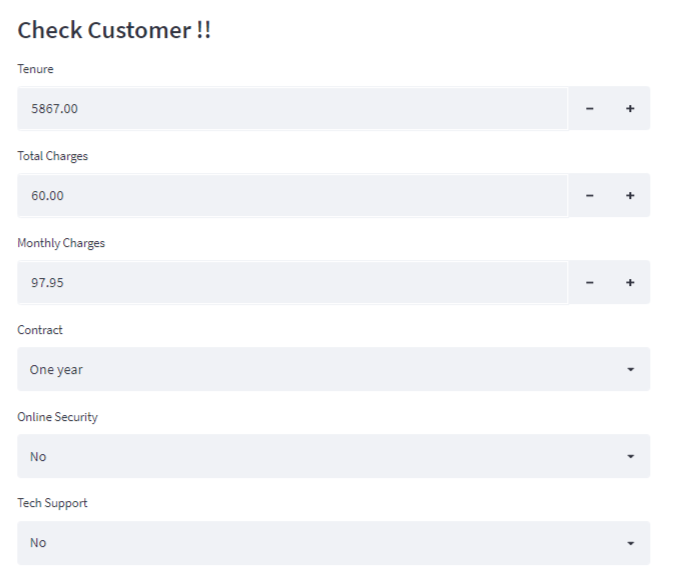 Check Customer !!
Tenure
5867.00
Total Charges
60.00
Monthly Charges
97.95
Contract
One year
Online Security
No
Tech Support
No